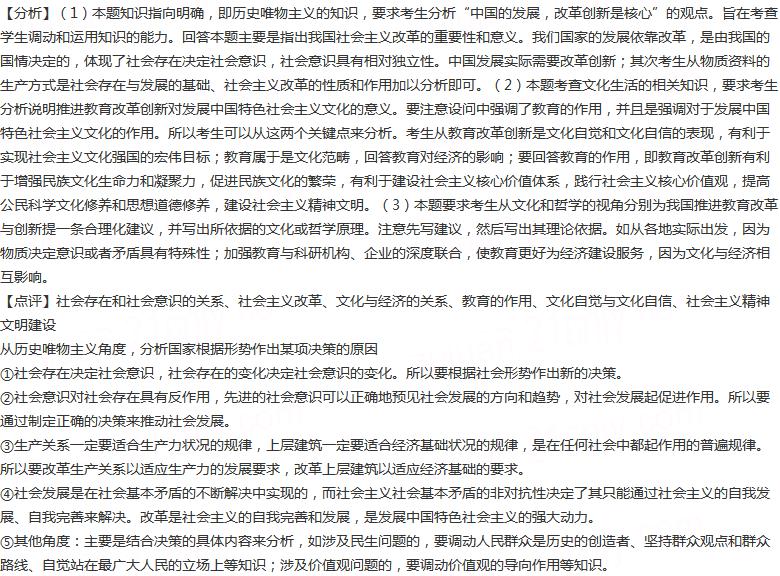 【分析】（1）本题知识指向明确，即历史唯物主义的知识，要求考生分析“中国的发展，改革创新是核心”的观点。旨在考查
学生调动和运用知识的能力。回答本题主要是指出我国社会主义改革的重要性和意义。我们国家的发展依靠改革，是由我国的
国情决定的，体现了社会存在决定社会意识，社会意识具有相对独立性。中国发展实际需要改革创新；其次考生从物质资料的
生产方式是社会存在与发展的基础、社会主义改革的性质和作用加以分析即可。（2）本题考查文化生活的相关知识，要求考生
分析说明推进教育改革创新对发展中国特色社会主义文化的意义。要注意设问中强调了教育的作用，并且是强调对于发展中国
特色社会主义文化的作用。所以考生可以从这两个关键点来分析。考生从教育改革创新是文化自觉和文化自信的表现，有利于
实现社会主义文化强国的宏伟目标；教育属于是文化范畴，回答教育对经济的影响；要回答教育的作用，即教育改革创新有利
于增强民族文化生命力和凝聚力，促进民族文化的繁荣，有利于建设社会主义核心价值体系，践行社会主义核心价值观，提高
公民科学文化修养和思想道德修养，建设社会主义精神文明。（3）本题要求考生从文化和哲学的视角分别为我国推进教育改革
与创新提一条合理化建议，并写出所依据的文化或哲学原理。注意先写建议，然后写出其理论依据。如从各地实际出发，因为
物质决定意识或者矛盾具有特殊性；加强教育与科研机构、企业的深度联合，使教育更好为经济建设服务，因为文化与经济相
互影响。
【点评】社会存在和社会意识的关系、社会主义改革、文化与经济的关系、教育的作用、文化自觉与文化自信、社会主义精神
文明建设
从历史唯物主义角度，分析国家根据形势作出某项决策的原因
①社会存在决定社会意识，社会存在的变化决定社会意识的变化。所以要根据社会形势作出新的决策。
②社会意识对社会存在具有反作用，先进的社会意识可以正确地预见社会发展的方向和趋势，对社会发展起促进作用。所以要
通过制定正确的决策来推动社会发展。
③生产关系一定要适合生产力状况的规律，上层建筑一定要适合经济基础状况的规律，是在任何社会中都起作用的普遍规律。
所以要改革生产关系以适应生产力的发展要求，改革上层建筑以适应经济基础的要求。
④社会发展是在社会基本矛盾的不断解决中实现的，而社会主义社会基本矛盾的非对抗性决定了其只能通过社会主义的自我发
展、自我完善来解决。改革是社会主义的自我完善和发展，是发展中国特色社会主义的强大动力。
⑤其他角度：主要是结合决策的具体内容来分析，如涉及民生问题的，要调动人民群众是历史的创造者、坚持群众观点和群众
路线、自觉站在最广大人民的立场上等知识；涉及价值观问题的，要调动价值观的导向作用等知识。